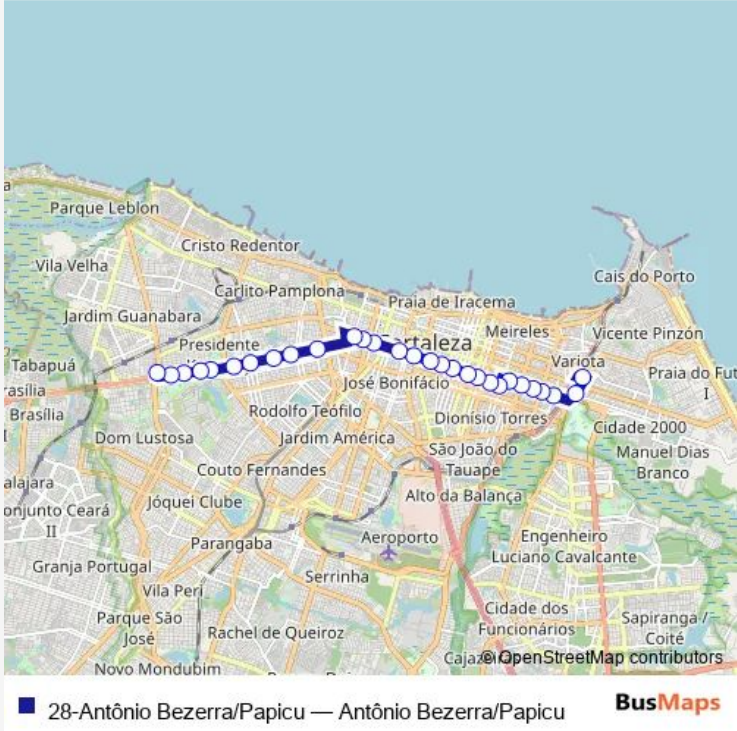 a
Parque Leblon
Cristo Redentor
Vila Velha
Cais do Porto
Carlito Pamplona
Praia de Iracema
Jardim Guanabara
Meireles
Vicente Pinzón
Presidente
Fortaleza
Tabapuá
Varjota
Praia do Fut
I
rasília
José Bonifácio
Brasília
Rodolfo Teófilo
Dionísio Torres
Cidade 2000
I
Dom Lustosa
Jardim América
São João do
Tauape
Manuel Dias
Branco
Couto Fernandes
alajara
Alto da Balança
Jóquei Clube
onjunto Ceará
II
Parangaba
Aeroporto
Engenheiro
Luciano Cavalcante
Granja Portugal
Serrinha
Vila Peri
Cidade dos
Funcionários
Parque São
José
Sapiranga /
Coité
Rachel de Queiroz
Novo Mondubim
© OpenStreetMap contributors
28-Antônio Bezerra/Papicu — Antônio Bezerra/Papicu
BusMaps